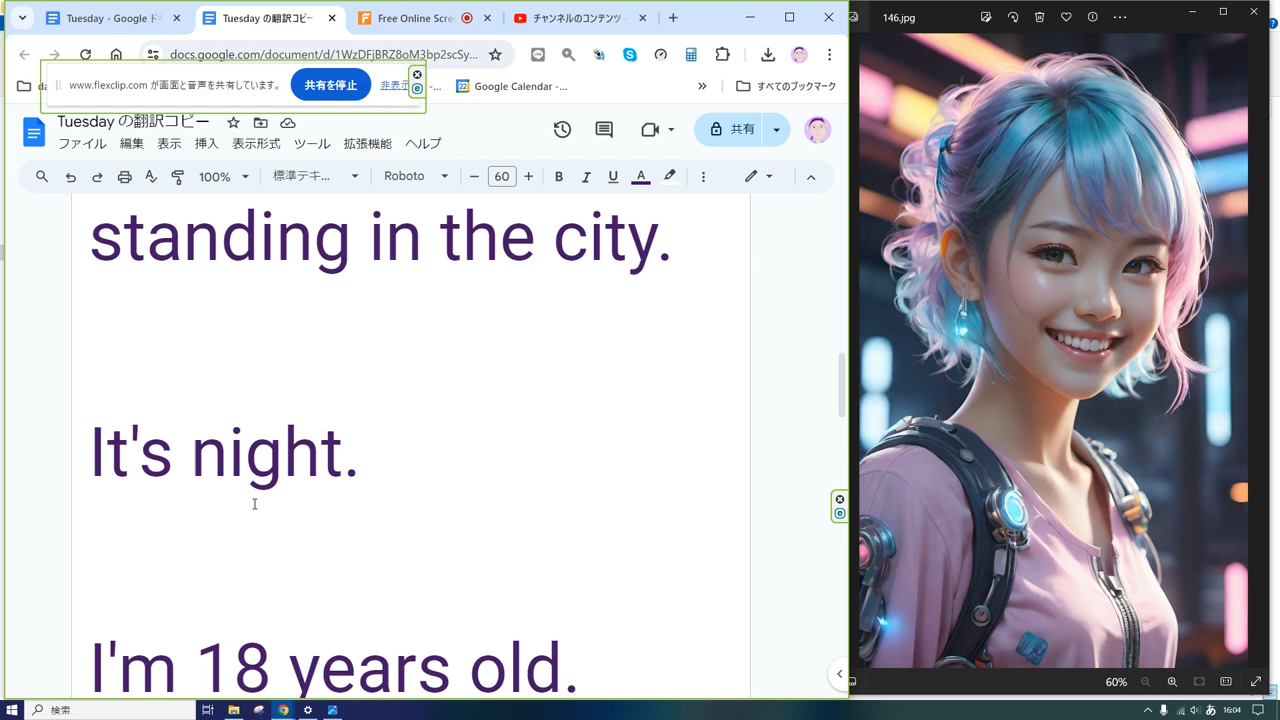 Tuesday - Google ドキ
Tuesday の翻訳コピー
Free Online Scre
チャンネルのコンテンツ -
146.jpg
docs.google.com/document/d/1WzDFjBRZ8oM3bp2scSy...
www.flexclip.com が画面と音声を共有しています。
共有を停止
非表示
Google Calendar -...
すべてのブックマーク
Tuesday の翻訳コピー
ファイル 編集 表示 挿入 表示形式 ツール 拡張機能 ヘルプ
共有
100% 標準テキ... Roboto 60 B I U A
standing in the city.
It's night.
I'm 18 years old.
60%
検索
あ 16:04